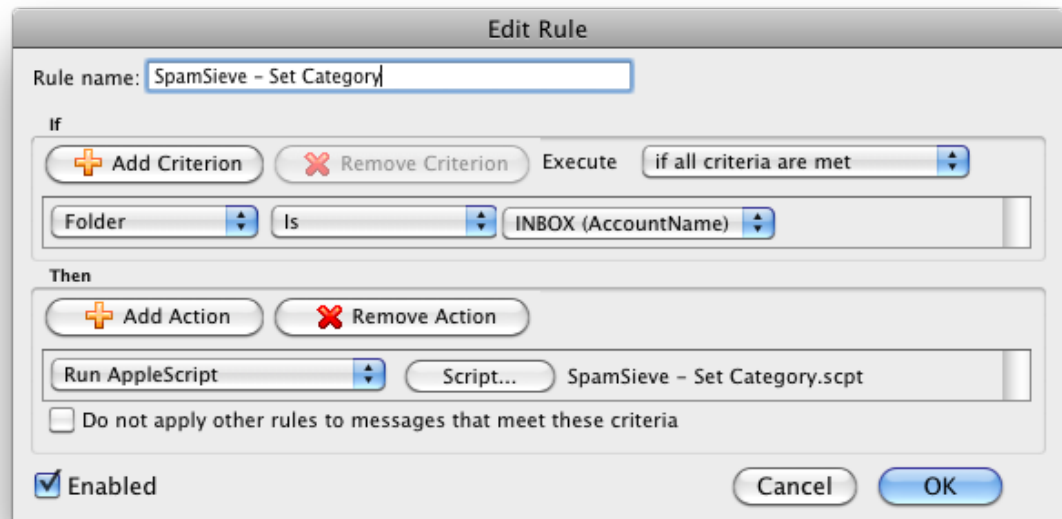 Edit Rule
Rule name: SpamSieve – Set Category
If
Add Criterion Remove Criterion Execute if all criteria are met
Folder Is INBOX (AccountName)
Then
Add Action Remove Action
Run AppleScript Script... SpamSieve – Set Category.scpt
Do not apply other rules to messages that meet these criteria
Enabled Cancel OK